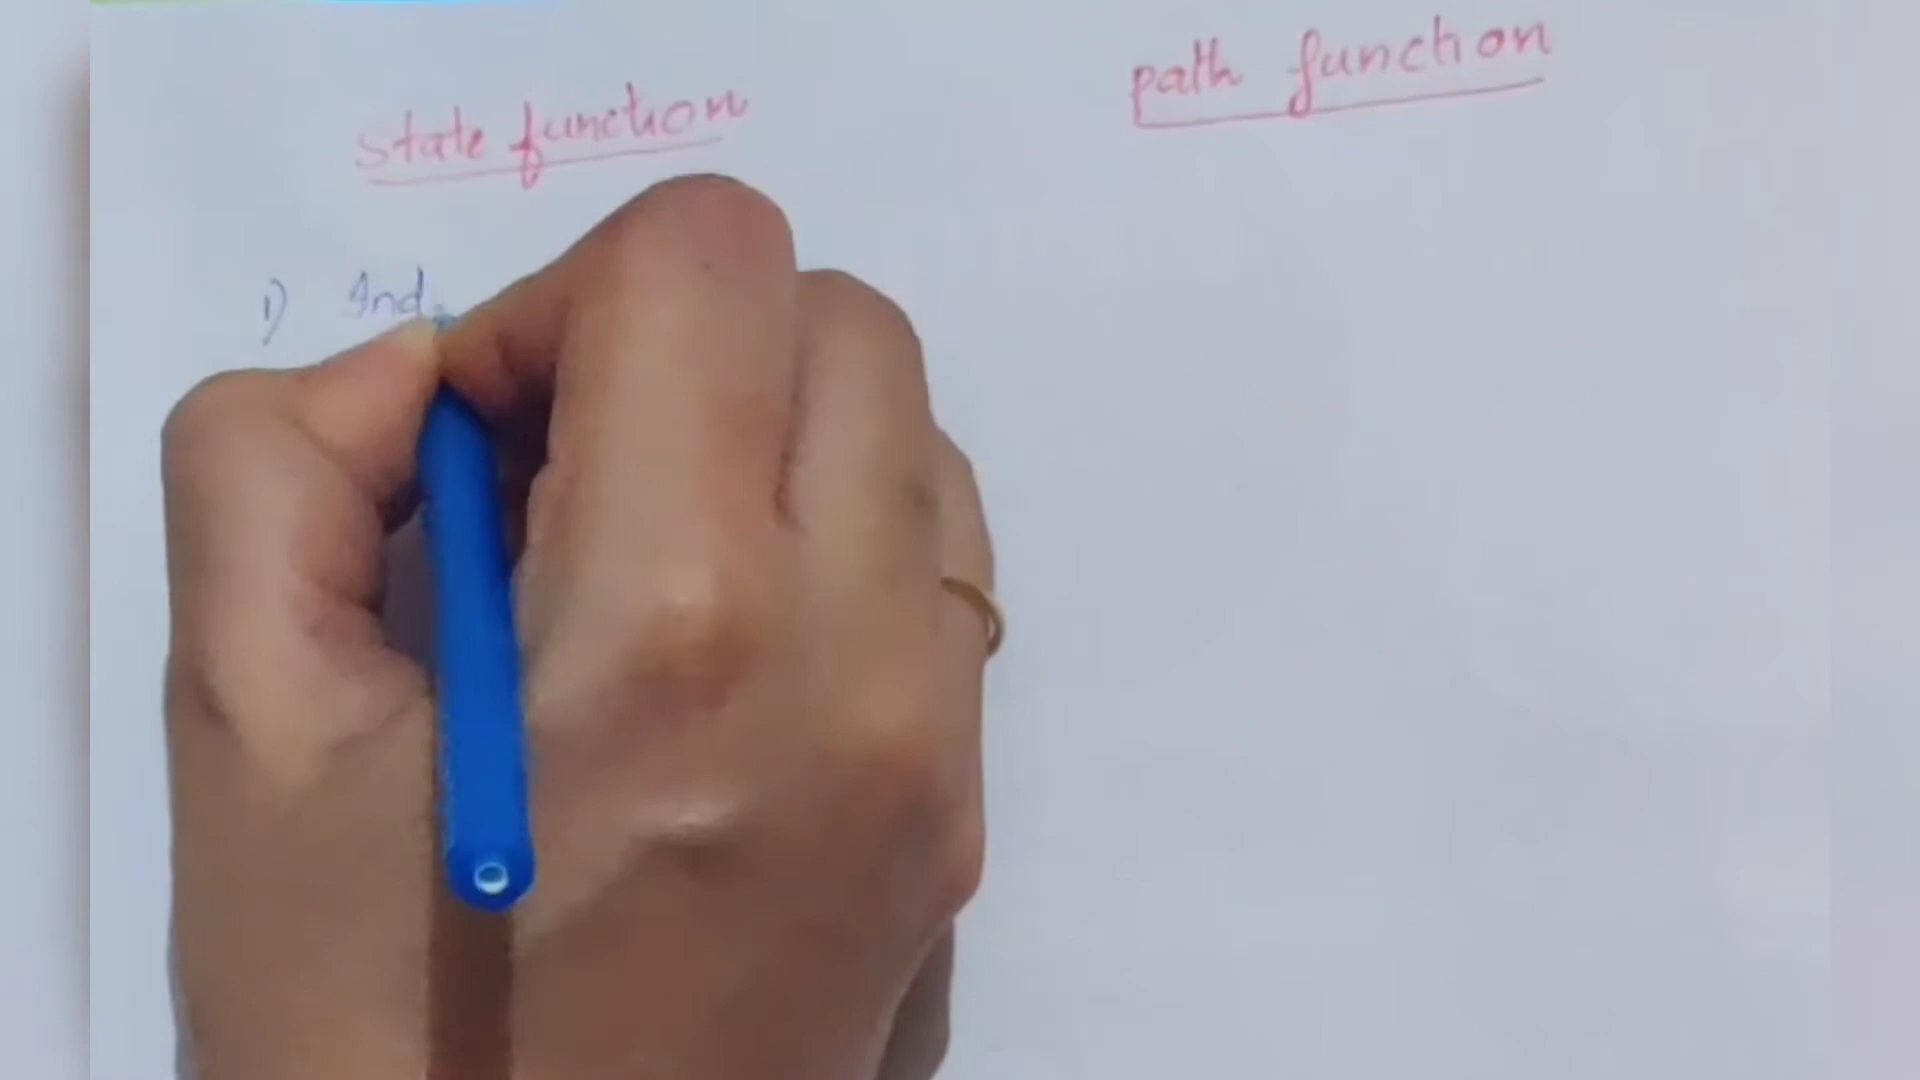 state function
path function
1) Ind